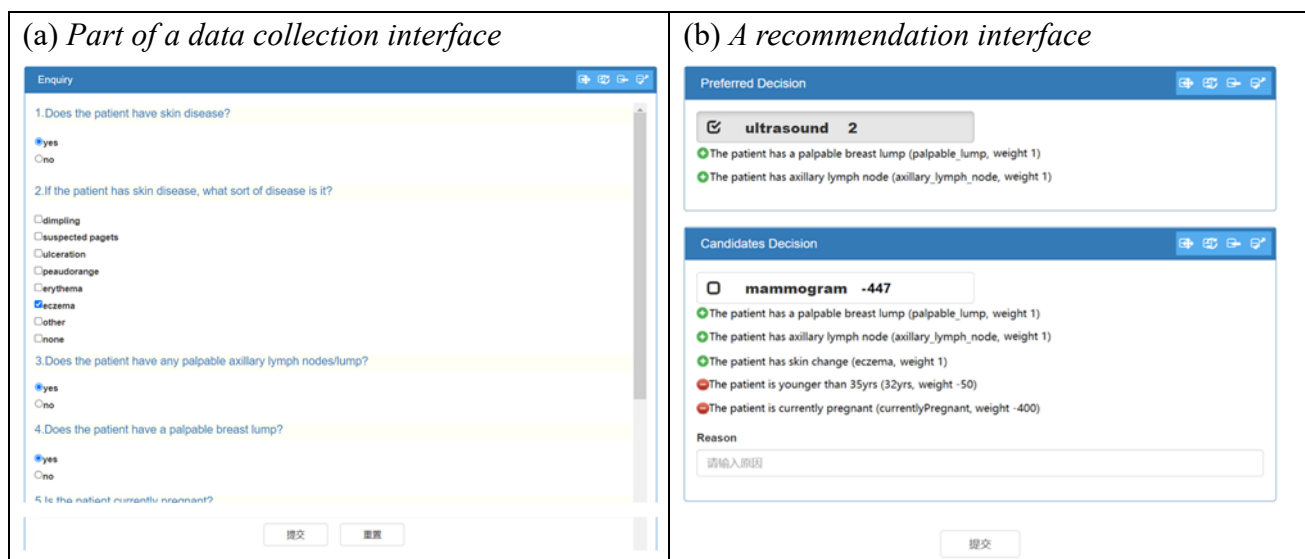 (a) Part of a data collection interface
Enquiry
1.Does the patient have skin disease?
yes
no
2.If the patient has skin disease, what sort of disease is it?
dimpling
suspected pagets
ulceration
peaudorange
erythema
eczema
other
none
3.Does the patient have any palpable axillary lymph nodes/lump?
yes
no
4.Does the patient have a palpable breast lump?
yes
no
5.Is the patient currently pregnant?
提交 重置
(b) A recommendation interface
Preferred Decision
ultrasound 2
The patient has a palpable breast lump (palpable_lump, weight 1)
The patient has axillary lymph node (axillary_lymph_node, weight 1)
Candidates Decision
mammogram -447
The patient has a palpable breast lump (palpable_lump, weight 1)
The patient has axillary lymph node (axillary_lymph_node, weight 1)
The patient has skin change (eczema, weight 1)
The patient is younger than 35yrs (32yrs, weight -50)
The patient is currently pregnant (currentlyPregnant, weight -400)
Reason
请输入原因
提交